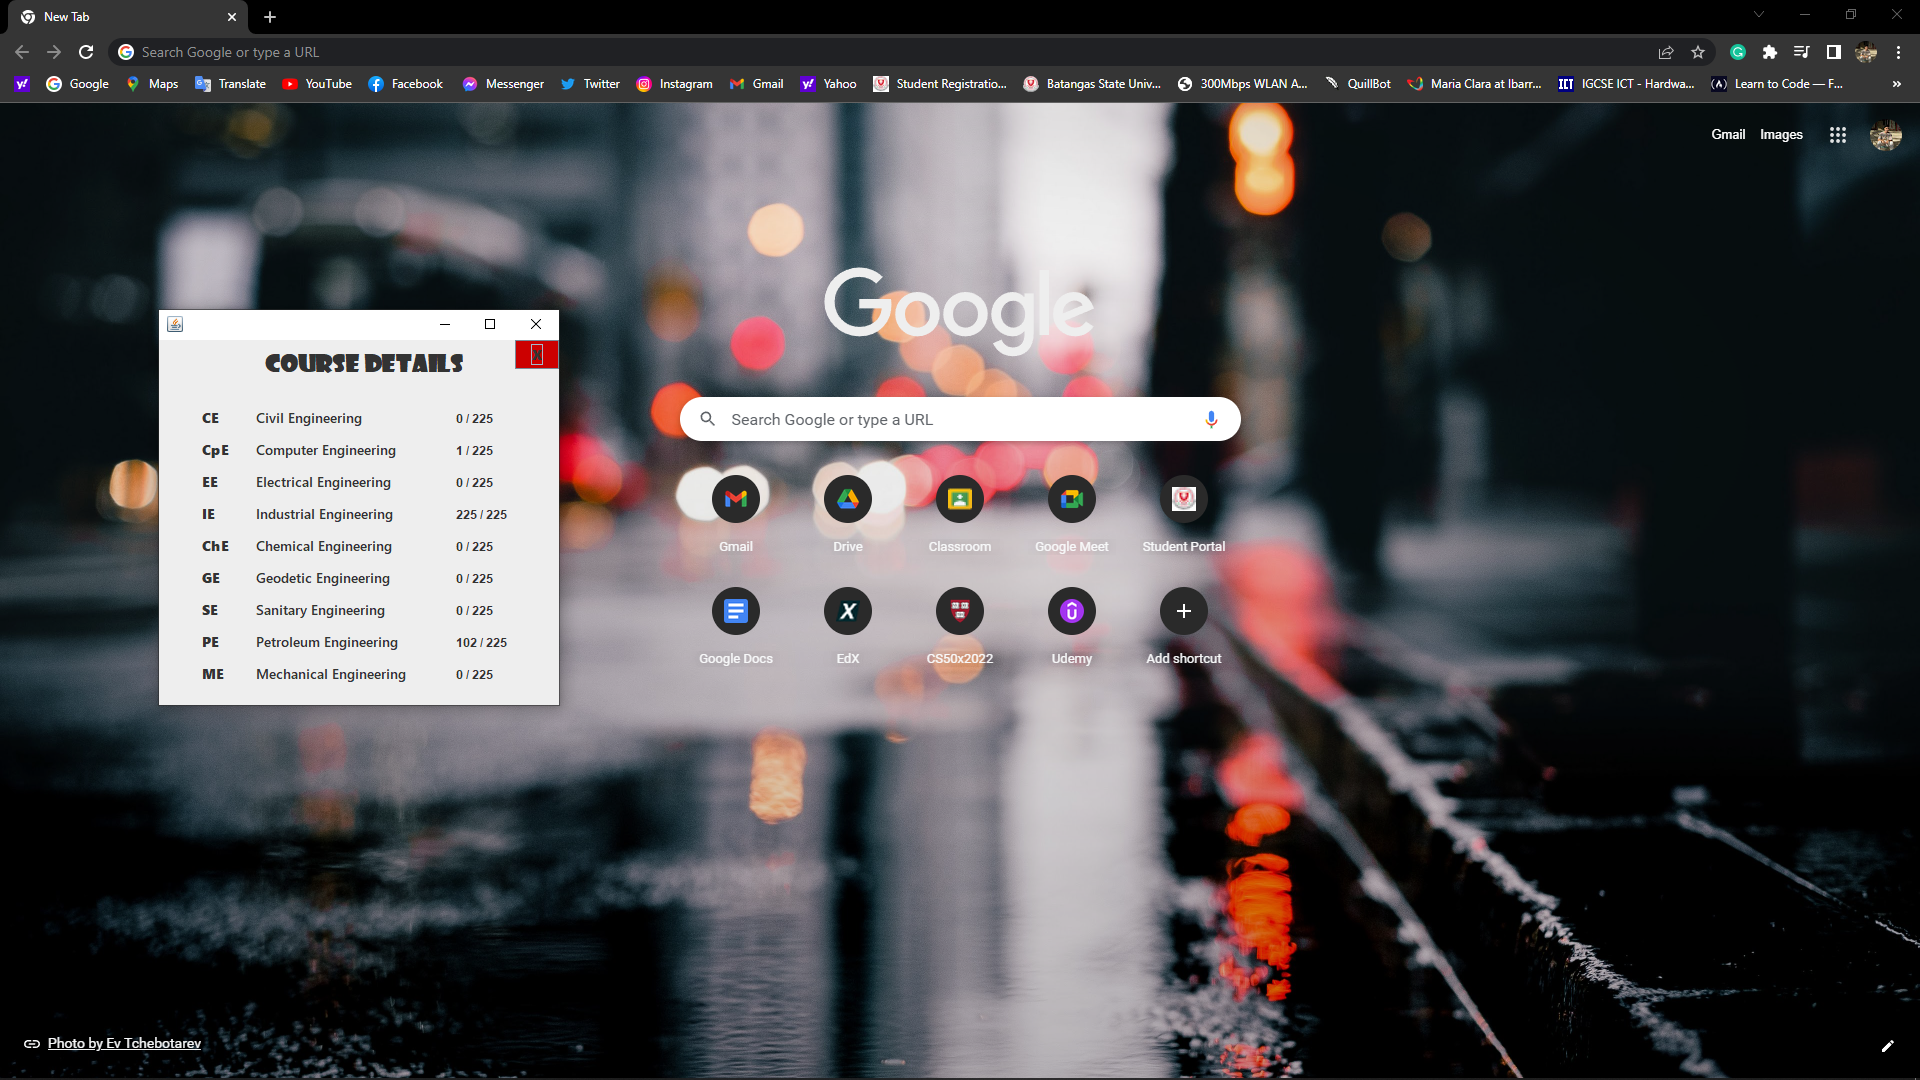 New Tab
Search Google or type a URL
Google Maps Translate YouTube Facebook Messenger Twitter Instagram Gmail Yahoo Student Registratio... Batangas State Univ... 300Mbps WLAN A... QuillBot Maria Clara at Ibarr... IGCSE ICT - Hardwa... Learn to Code — F... »
Gmail Images
Google
COURSE DETAILS X
CE Civil Engineering 0 / 225
CpE Computer Engineering 1 / 225
EE Electrical Engineering 0 / 225
IE Industrial Engineering 225 / 225
ChE Chemical Engineering 0 / 225
GE Geodetic Engineering 0 / 225
SE Sanitary Engineering 0 / 225
PE Petroleum Engineering 102 / 225
ME Mechanical Engineering 0 / 225
Search Google or type a URL
Gmail Drive Classroom Google Meet Student Portal
Google Docs EdX CS50x2022 Udemy Add shortcut
Photo by Ev Tchebotarev